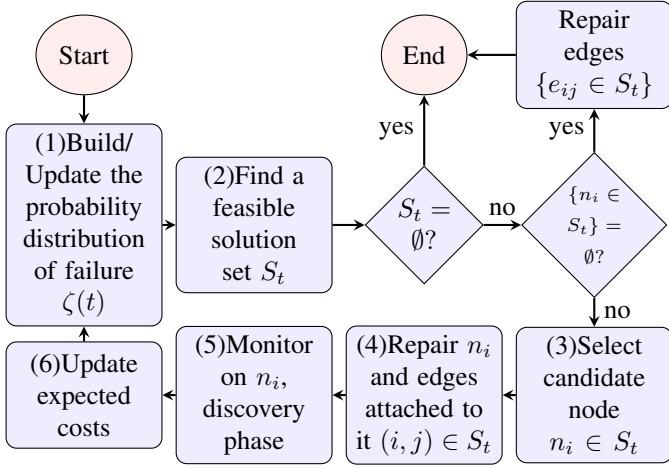 Start
End
Repair
edges
{e_{ij} ∈ S_t}
yes
yes
(1)Build/
Update the
probability
distribution
of failure
ζ(t)
(2)Find a
feasible
solution
set S_t
S_t =
∅?
no
{n_i ∈
S_t} =
∅?
no
(6)Update
expected
costs
(5)Monitor
on n_i,
discovery
phase
(4)Repair n_i
and edges
attached to
it (i, j) ∈ S_t
(3)Select
candidate
node
n_i ∈ S_t